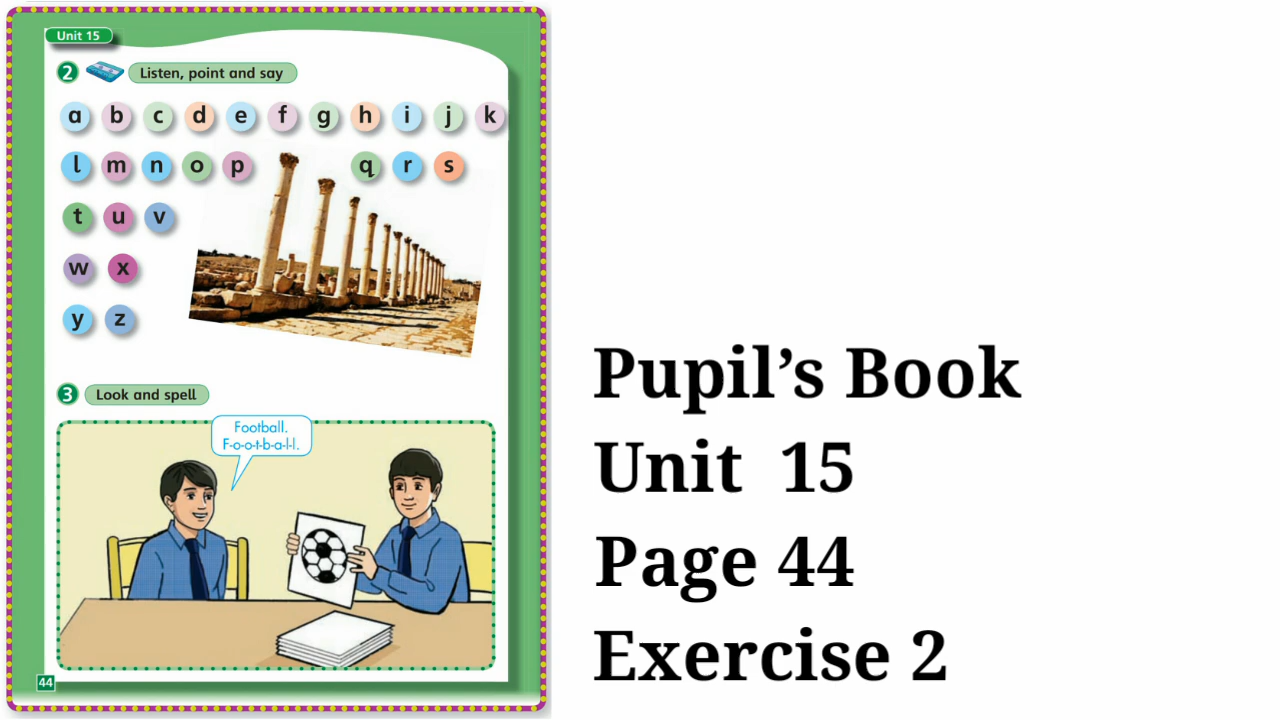 Unit 15
2 Listen, point and say
a b c d e f g h i j k
l m n o p q r s
t u v
w x
y z
3 Look and spell
Football.
F-o-o-t-b-a-l-l.
44
Pupil’s Book
Unit 15
Page 44
Exercise 2